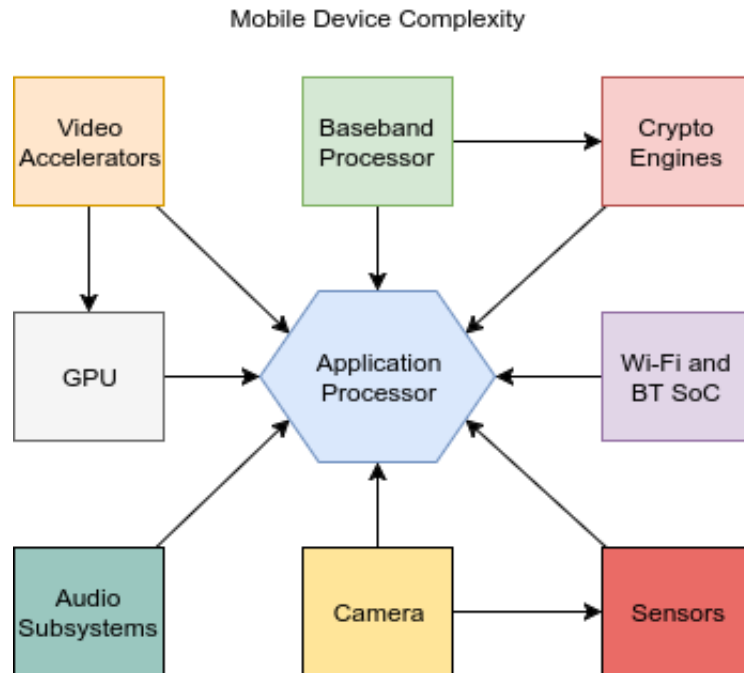 Mobile Device Complexity
Video
Accelerators
Baseband
Processor
Crypto
Engines
GPU
Application
Processor
Wi-Fi and
BT SoC
Audio
Subsystems
Camera
Sensors